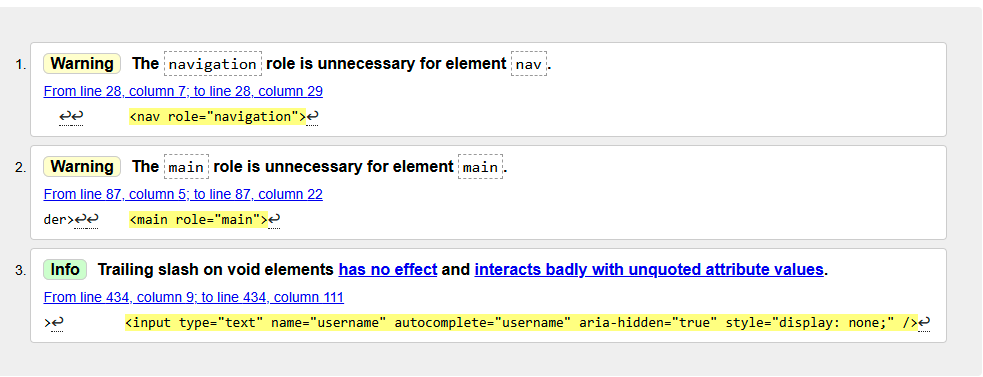 1. Warning The navigation role is unnecessary for element nav.
From line 28, column 7; to line 28, column 29
↩↩ <nav role="navigation">↩
2. Warning The main role is unnecessary for element main.
From line 87, column 5; to line 87, column 22
der>↩↩ <main role="main">↩
3. Info Trailing slash on void elements has no effect and interacts badly with unquoted attribute values.
From line 434, column 9; to line 434, column 111
>↩ <input type="text" name="username" autocomplete="username" aria-hidden="true" style="display: none;" />↩